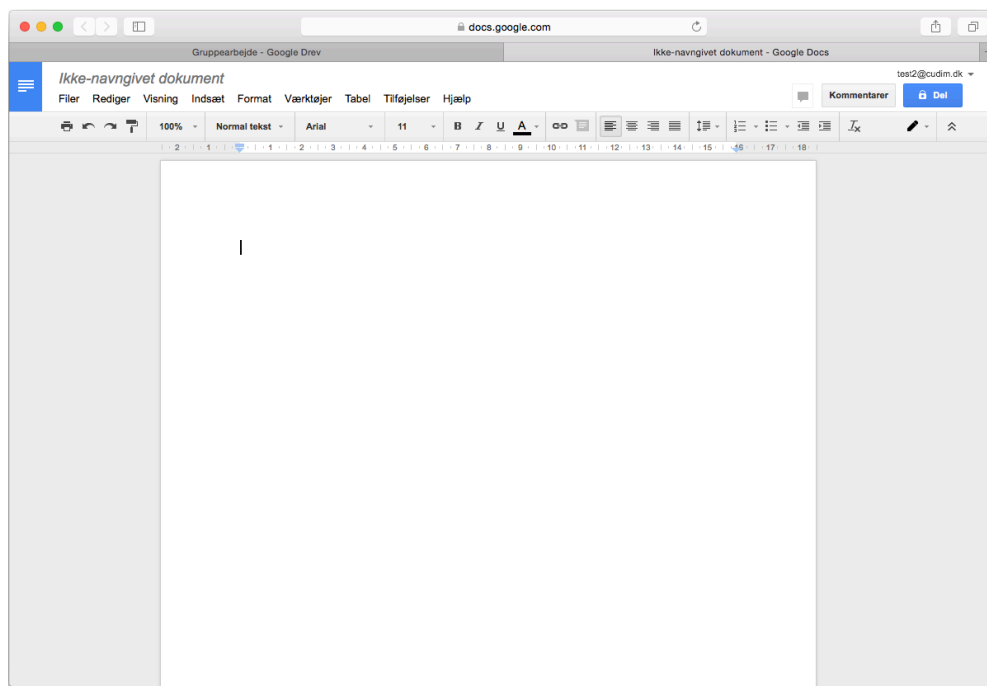 docs.google.com
Gruppearbejde - Google Drev
Ikke-navngivet dokument - Google Docs
Ikke-navngivet dokument
test2@cudim.dk
Filer Rediger Visning Indsæt Format Værktøjer Tabel Tilføjelser Hjælp
Kommentarer
Del
100% Normal tekst Arial 11 B I U A
2 1 1 2 3 4 5 6 7 8 9 10 11 12 13 14 15 16 17 18